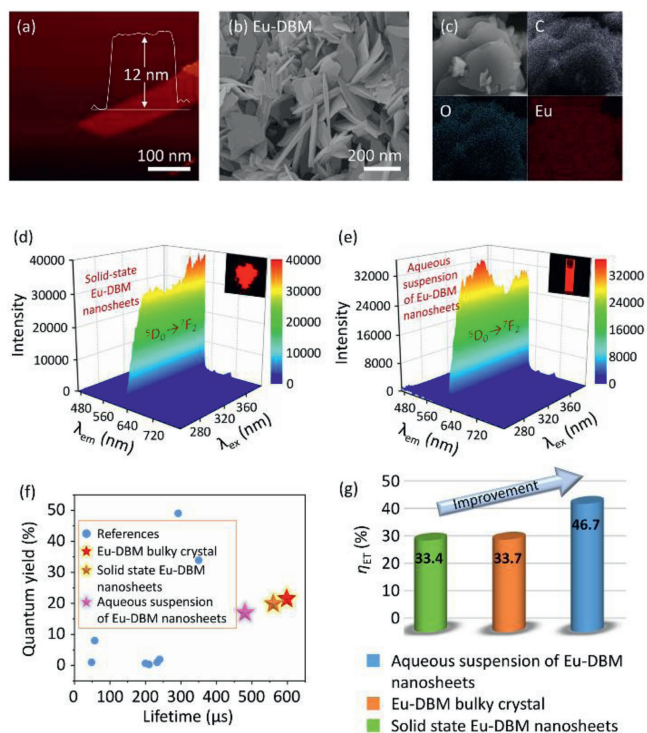 (a)
12 nm
100 nm
(b) Eu-DBM
200 nm
(c)
C
O
Eu
(d)
Solid-state
Eu-DBM
nanosheets
⁵D₀→⁷F₂
Intensity
40000
30000
20000
10000
0
480
560
640
720
λem (nm)
280
320
360
λex (nm)
40000
30000
20000
10000
0
(e)
Aqueous
suspension
of Eu-DBM
nanosheets
⁵D₀→⁷F₂
Intensity
32000
24000
16000
8000
0
480
560
640
720
λem (nm)
280
320
360
λex (nm)
32000
24000
16000
8000
0
(f)
Quantum yield (%)
50
40
30
20
10
0
References
Eu-DBM bulky crystal
Solid state Eu-DBM
nanosheets
Aqueous suspension
of Eu-DBM nanosheets
0 100 200 300 400 500 600
Lifetime (μs)
(g)
ηET (%)
50
40
30
20
10
0
Improvement
33.4
33.7
46.7
Aqueous suspension of Eu-DBM
nanosheets
Eu-DBM bulky crystal
Solid state Eu-DBM nanosheets